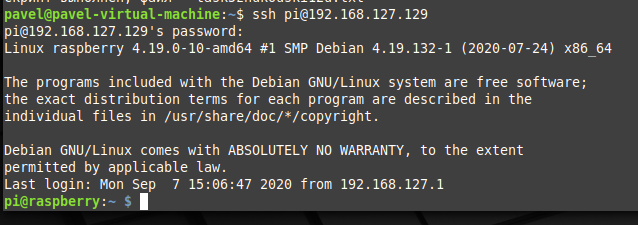 pavel@pavel-virtual-machine:~$ ssh pi@192.168.127.129
pi@192.168.127.129's password:
Linux raspberry 4.19.0-10-amd64 #1 SMP Debian 4.19.132-1 (2020-07-24) x86_64

The programs included with the Debian GNU/Linux system are free software;
the exact distribution terms for each program are described in the
individual files in /usr/share/doc/*/copyright.

Debian GNU/Linux comes with ABSOLUTELY NO WARRANTY, to the extent
permitted by applicable law.
Last login: Mon Sep  7 15:06:47 2020 from 192.168.127.1
pi@raspberry:~ $